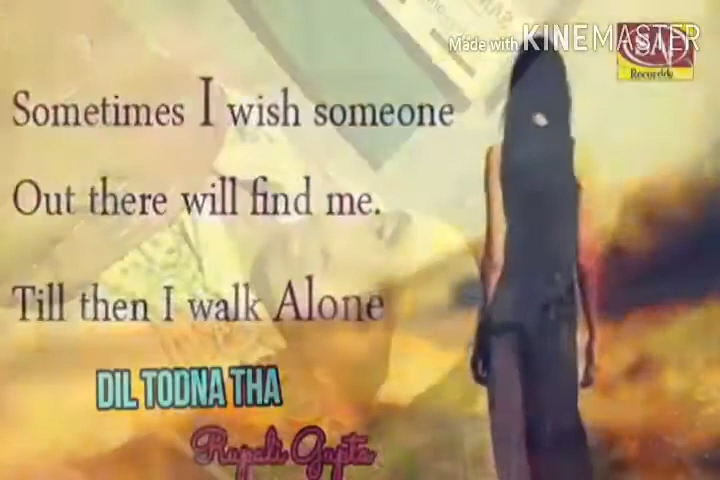 Made with KINEMASTER
Recordds
Sometimes I wish someone
Out there will find me.
Till then I walk Alone
DIL TODNA THA
Rupali Gupta